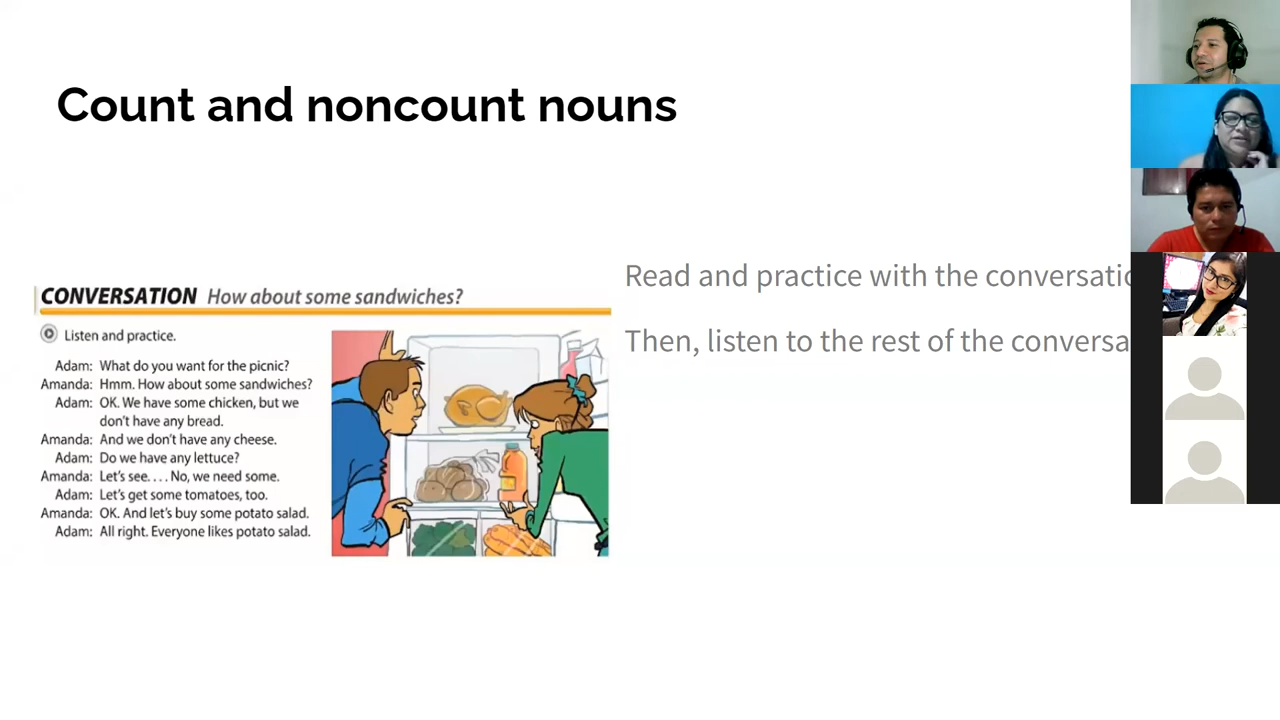 Count and noncount nouns
CONVERSATION How about some sandwiches?
Listen and practice.
Adam: What do you want for the picnic?
Amanda: Hmm. How about some sandwiches?
Adam: OK. We have some chicken, but we
don't have any bread.
Amanda: And we don't have any cheese.
Adam: Do we have any lettuce?
Amanda: Let's see. . . . No, we need some.
Adam: Let's get some tomatoes, too.
Amanda: OK. And let's buy some potato salad.
Adam: All right. Everyone likes potato salad.
Read and practice with the
Then, listen to the rest of the